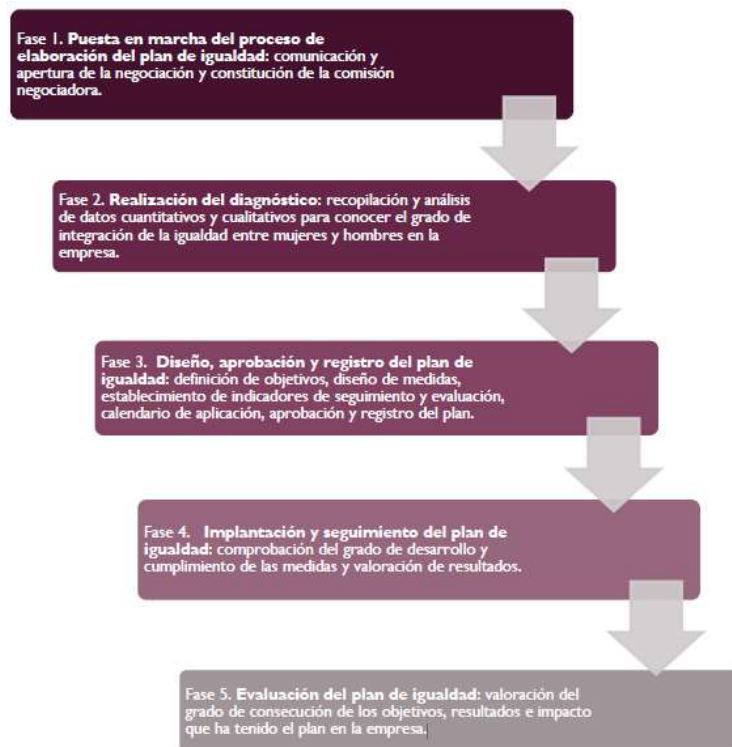 Fase 1. Puesta en marcha del proceso de
elaboración del plan de igualdad: comunicación y
apertura de la negociación y constitución de la comisión
negociadora.
Fase 2. Realización del diagnóstico: recopilación y análisis
de datos cuantitativos y cualitativos para conocer el grado de
integración de la igualdad entre mujeres y hombres en la
empresa.
Fase 3. Diseño, aprobación y registro del plan de
igualdad: definición de objetivos, diseño de medidas,
establecimiento de indicadores de seguimiento y evaluación,
calendario de aplicación, aprobación y registro del plan.
Fase 4. Implantación y seguimiento del plan de
igualdad: comprobación del grado de desarrollo y
cumplimiento de las medidas y valoración de resultados.
Fase 5. Evaluación del plan de igualdad: valoración del
grado de consecución de los objetivos, resultados e impacto
que ha tenido el plan en la empresa.